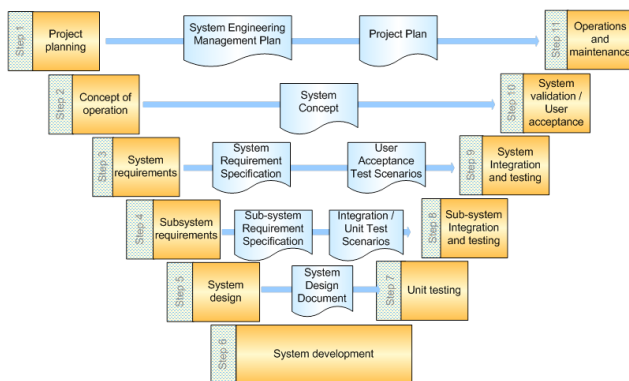 Step 1
Project
planning
System Engineering
Management Plan
Project Plan
Step 11
Operations
and
maintenance
Step 2
Concept of
operation
System
Concept
Step 10
System
validation /
User
acceptance
Step 3
System
requirements
System
Requirement
Specification
User
Acceptance
Test Scenarios
Step 9
System
Integration
and testing
Step 4
Subsystem
requirements
Sub-system
Requirement
Specification
Integration /
Unit Test
Scenarios
Step 8
Sub-system
Integration
and testing
Step 5
System
design
System
Design
Document
Step 7
Unit testing
Step 6
System development